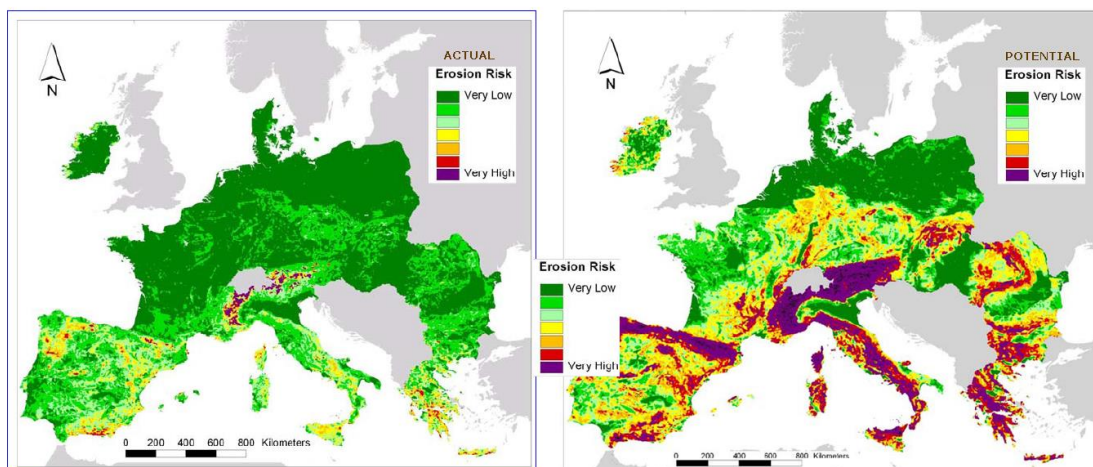 ACTUAL
Erosion Risk
Very Low
Very High
N
0 200 400 600 800 Kilometers
Erosion Risk
Very Low
Very High
POTENTIAL
Erosion Risk
Very Low
Very High
N
0 200 400 600 800 Kilometers